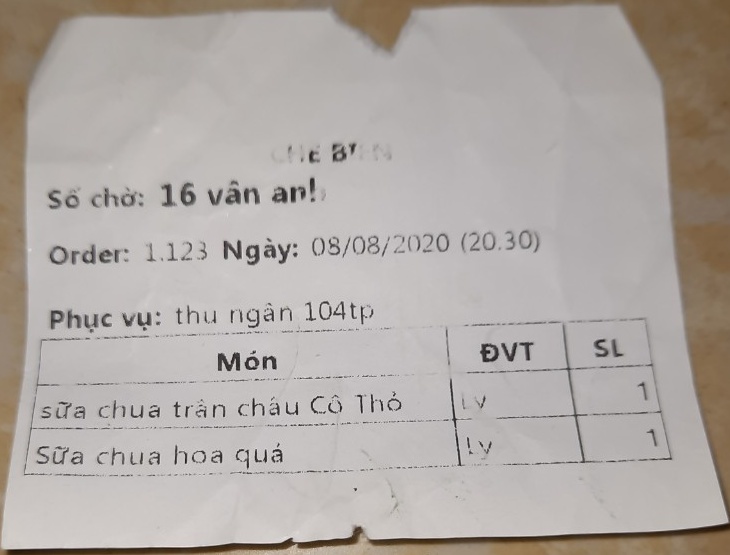 CHẾ BIẾN
Số chờ: 16 vân an!
Order: 1.123 Ngày: 08/08/2020 (20.30)
Phục vụ: thu ngân 104tp
Món ĐVT SL
sữa chua trân châu Cô Thỏ Ly 1
Sữa chua hoa quả Ly 1